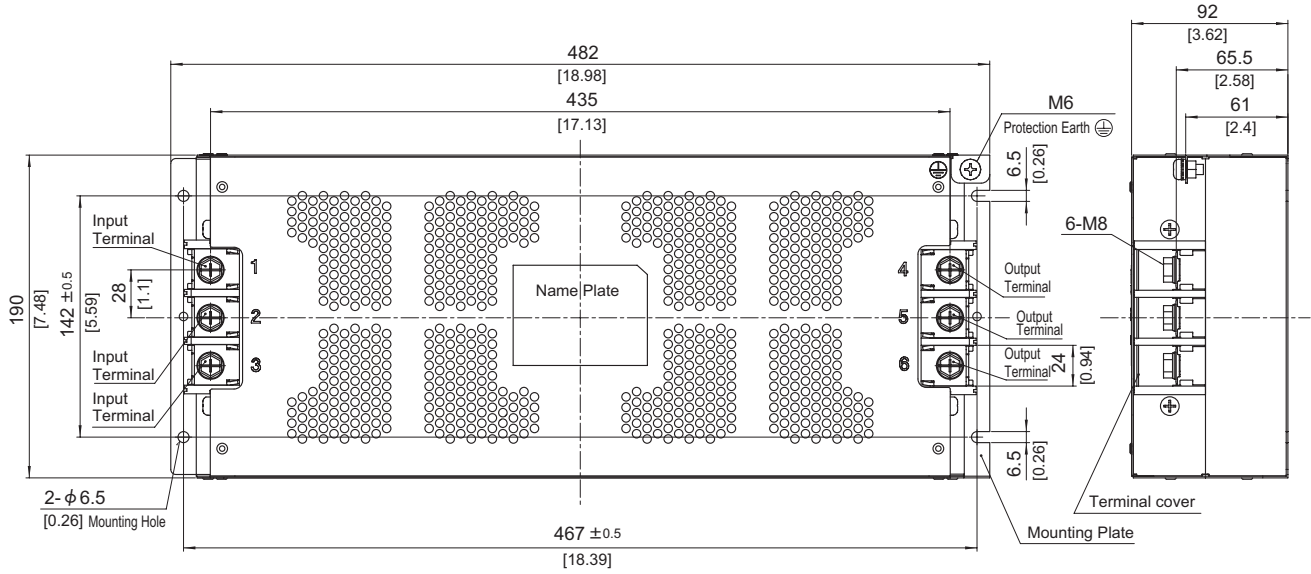 482
[18.98]
435
[17.13]
M6
Protection Earth
6.5
[0.26]
92
[3.62]
65.5
[2.58]
61
[2.4]
6-M8
190
[7.48]
142 ±0.5
[5.59]
28
[1.1]
Input
Terminal
1
2
3
Input
Terminal
Input
Terminal
Name Plate
4
5
6
Output
Terminal
Output
Terminal
Output
Terminal
24
[0.94]
6.5
[0.26]
2-ϕ6.5
[0.26] Mounting Hole
467 ±0.5
[18.39]
Mounting Plate
Terminal cover